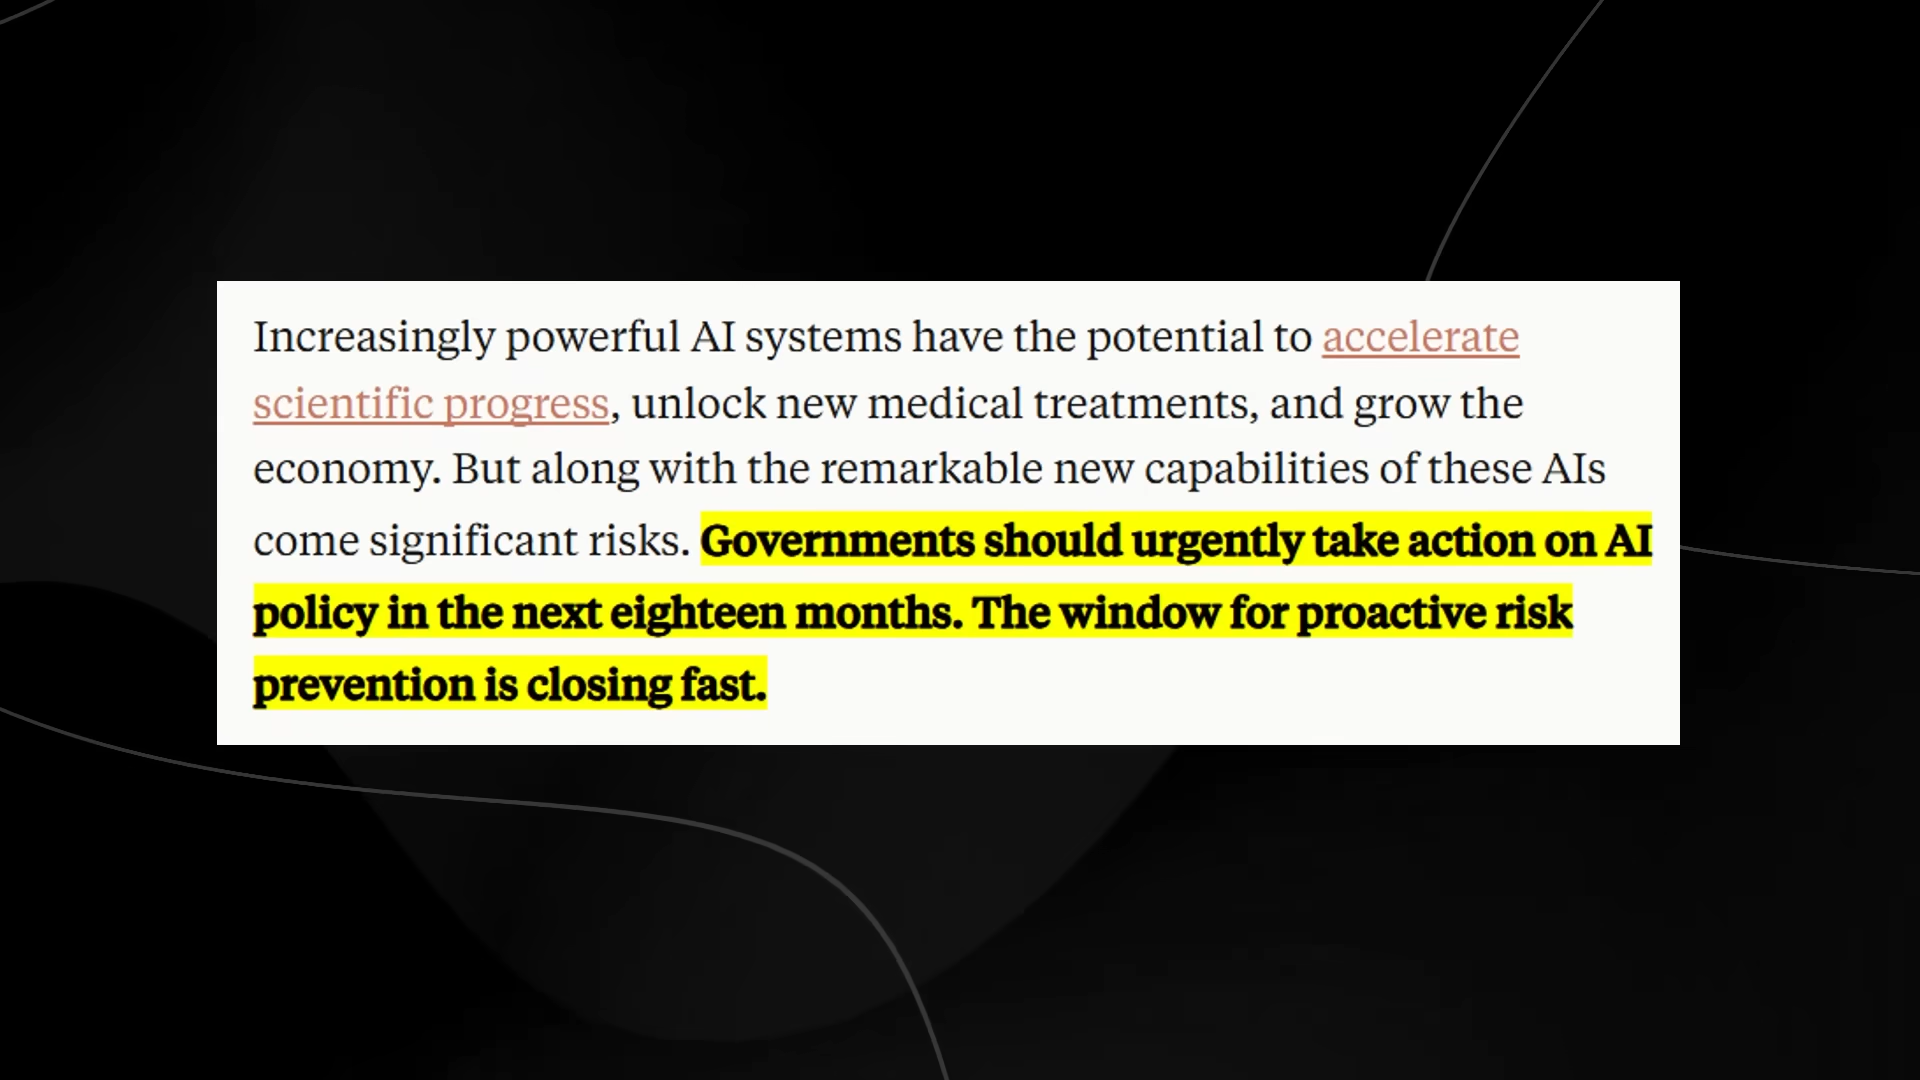 Increasingly powerful AI systems have the potential to accelerate
scientific progress, unlock new medical treatments, and grow the
economy. But along with the remarkable new capabilities of these AIs
come significant risks. Governments should urgently take action on AI
policy in the next eighteen months. The window for proactive risk
prevention is closing fast.